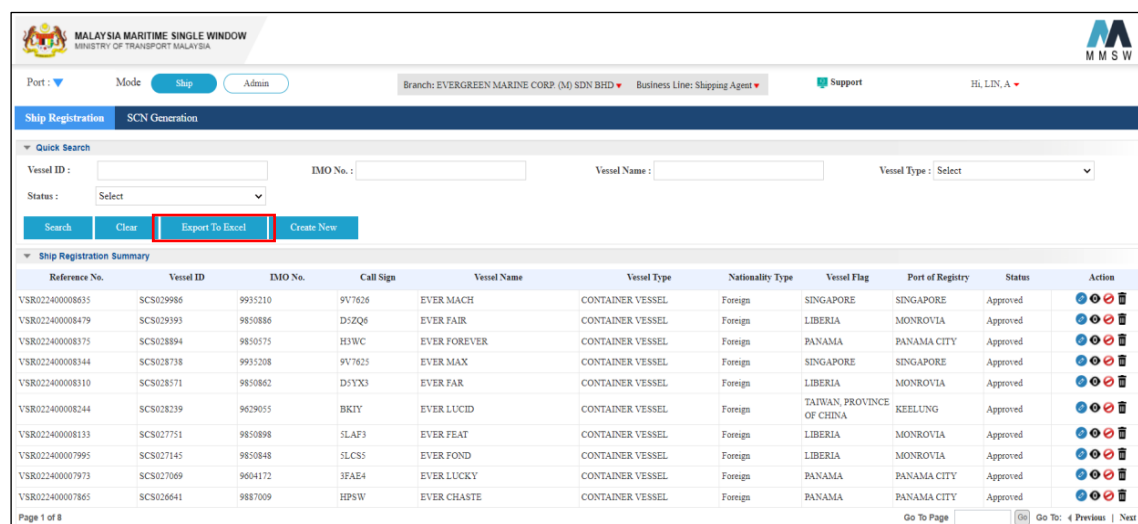 MALAYSIA MARITIME SINGLE WINDOW
MINISTRY OF TRANSPORT MALAYSIA
MMSW
Port : Mode Ship Admin Branch: EVERGREEN MARINE CORP. (M) SDN BHD Business Line: Shipping Agent Support Hi, LIN, A
Ship Registration SCN Generation
Quick Search
Vessel ID : IMO No. : Vessel Name : Vessel Type : Select
Status : Select
Search Clear Export To Excel Create New
Ship Registration Summary
Reference No. Vessel ID IMO No. Call Sign Vessel Name Vessel Type Nationality Type Vessel Flag Port of Registry Status Action
VSR022400008635 SCS029986 9935210 9V7626 EVER MACH CONTAINER VESSEL Foreign SINGAPORE SINGAPORE Approved
VSR022400008479 SCS029393 9850886 D5ZQ6 EVER FAIR CONTAINER VESSEL Foreign LIBERIA MONROVIA Approved
VSR022400008375 SCS028894 9850575 H3WC EVER FOREVER CONTAINER VESSEL Foreign PANAMA PANAMA CITY Approved
VSR022400008344 SCS028738 9935208 9V7625 EVER MAX CONTAINER VESSEL Foreign SINGAPORE SINGAPORE Approved
VSR022400008310 SCS028571 9850862 D5YX3 EVER FAR CONTAINER VESSEL Foreign LIBERIA MONROVIA Approved
VSR022400008244 SCS028239 9629055 BKIY EVER LUCID CONTAINER VESSEL Foreign TAIWAN, PROVINCE OF CHINA KEELUNG Approved
VSR022400008133 SCS027751 9850898 5LAF3 EVER FEAT CONTAINER VESSEL Foreign LIBERIA MONROVIA Approved
VSR022400007995 SCS027145 9850848 5LCS5 EVER FOND CONTAINER VESSEL Foreign LIBERIA MONROVIA Approved
VSR022400007973 SCS027069 9604172 3FAE4 EVER LUCKY CONTAINER VESSEL Foreign PANAMA PANAMA CITY Approved
VSR022400007865 SCS026641 9887009 HPSW EVER CHASTE CONTAINER VESSEL Foreign PANAMA PANAMA CITY Approved
Page 1 of 8 Go To Page Go Go To: Previous | Next